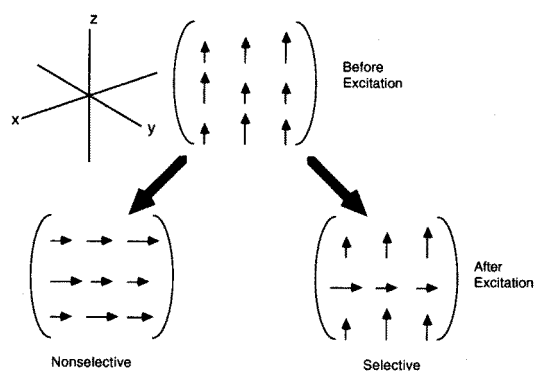 z
x
y
Before
Excitation
After
Excitation
Nonselective
Selective